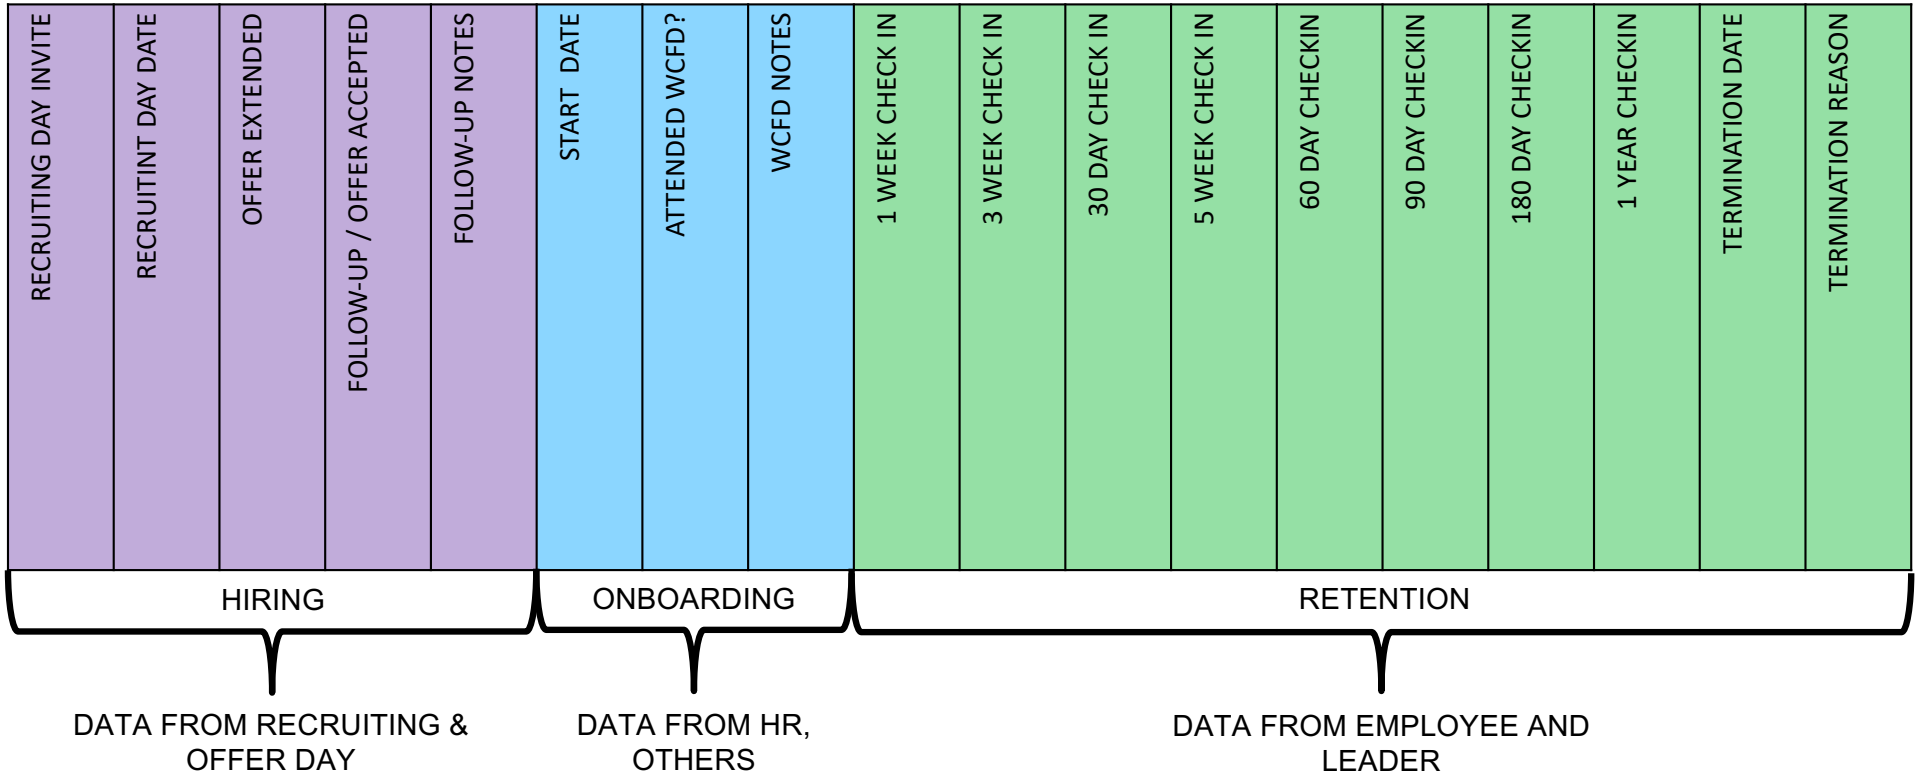 RECRUITING DAY INVITE
RECRUITINT DAY DATE
OFFER EXTENDED
FOLLOW-UP / OFFER ACCEPTED
FOLLOW-UP NOTES
START  DATE
ATTENDED WCFD?
WCFD NOTES
1 WEEK CHECK IN
3 WEEK CHECK IN
30 DAY CHECK IN
5 WEEK CHECK IN
60 DAY CHECKIN
90 DAY CHECKIN
180 DAY CHECKIN
1 YEAR CHECKIN
TERMINATION DATE
TERMINATION REASON
HIRING
ONBOARDING
RETENTION
DATA FROM RECRUITING &
OFFER DAY
DATA FROM HR,
OTHERS
DATA FROM EMPLOYEE AND
LEADER